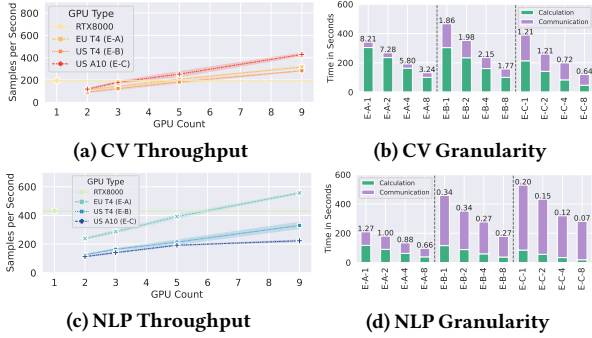 Samples per Second
800
600
400
200
0
GPU Type
RTX8000
EU T4 (E-A)
US T4 (E-B)
US A10 (E-C)
1 2 3 4 5 6 7 8 9
GPU Count
(a) CV Throughput
Time in Seconds
600
400
200
0
Calculation
Communication
8.21 7.28 5.80 3.24 1.86 1.98 2.15 1.77 1.21 1.21 0.72 0.64
E-A-1 E-A-2 E-A-4 E-A-8 E-B-1 E-B-2 E-B-4 E-B-8 E-C-1 E-C-2 E-C-4 E-C-8
(b) CV Granularity
Samples per Second
600
400
200
0
GPU Type
RTX8000
EU T4 (E-A)
US T4 (E-B)
US A10 (E-C)
1 2 3 4 5 6 7 8 9
GPU Count
(c) NLP Throughput
Time in Seconds
600
400
200
0
Calculation
Communication
1.27 1.00 0.88 0.66 0.34 0.34 0.27 0.27 0.20 0.15 0.12 0.07
E-A-1 E-A-2 E-A-4 E-A-8 E-B-1 E-B-2 E-B-4 E-B-8 E-C-1 E-C-2 E-C-4 E-C-8
(d) NLP Granularity